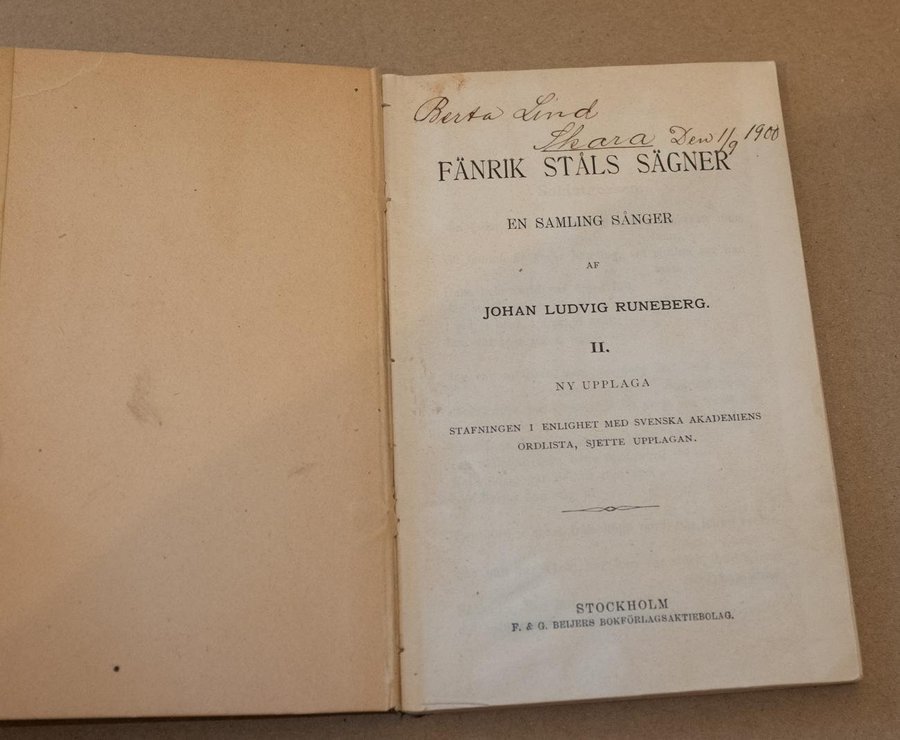 Berta Lind
Skara Den 1/9 1900
FÄNRIK STÅLS SÄGNER
EN SAMLING SÅNGER
AF
JOHAN LUDVIG RUNEBERG.
II.
NY UPPLAGA
STAFNINGEN I ENLIGHET MED SVENSKA AKADEMIENS
ORDLISTA, SJETTE UPPLAGAN.
STOCKHOLM
F. & G. BEIJERS BOKFÖRLAGSAKTIEBOLAG.